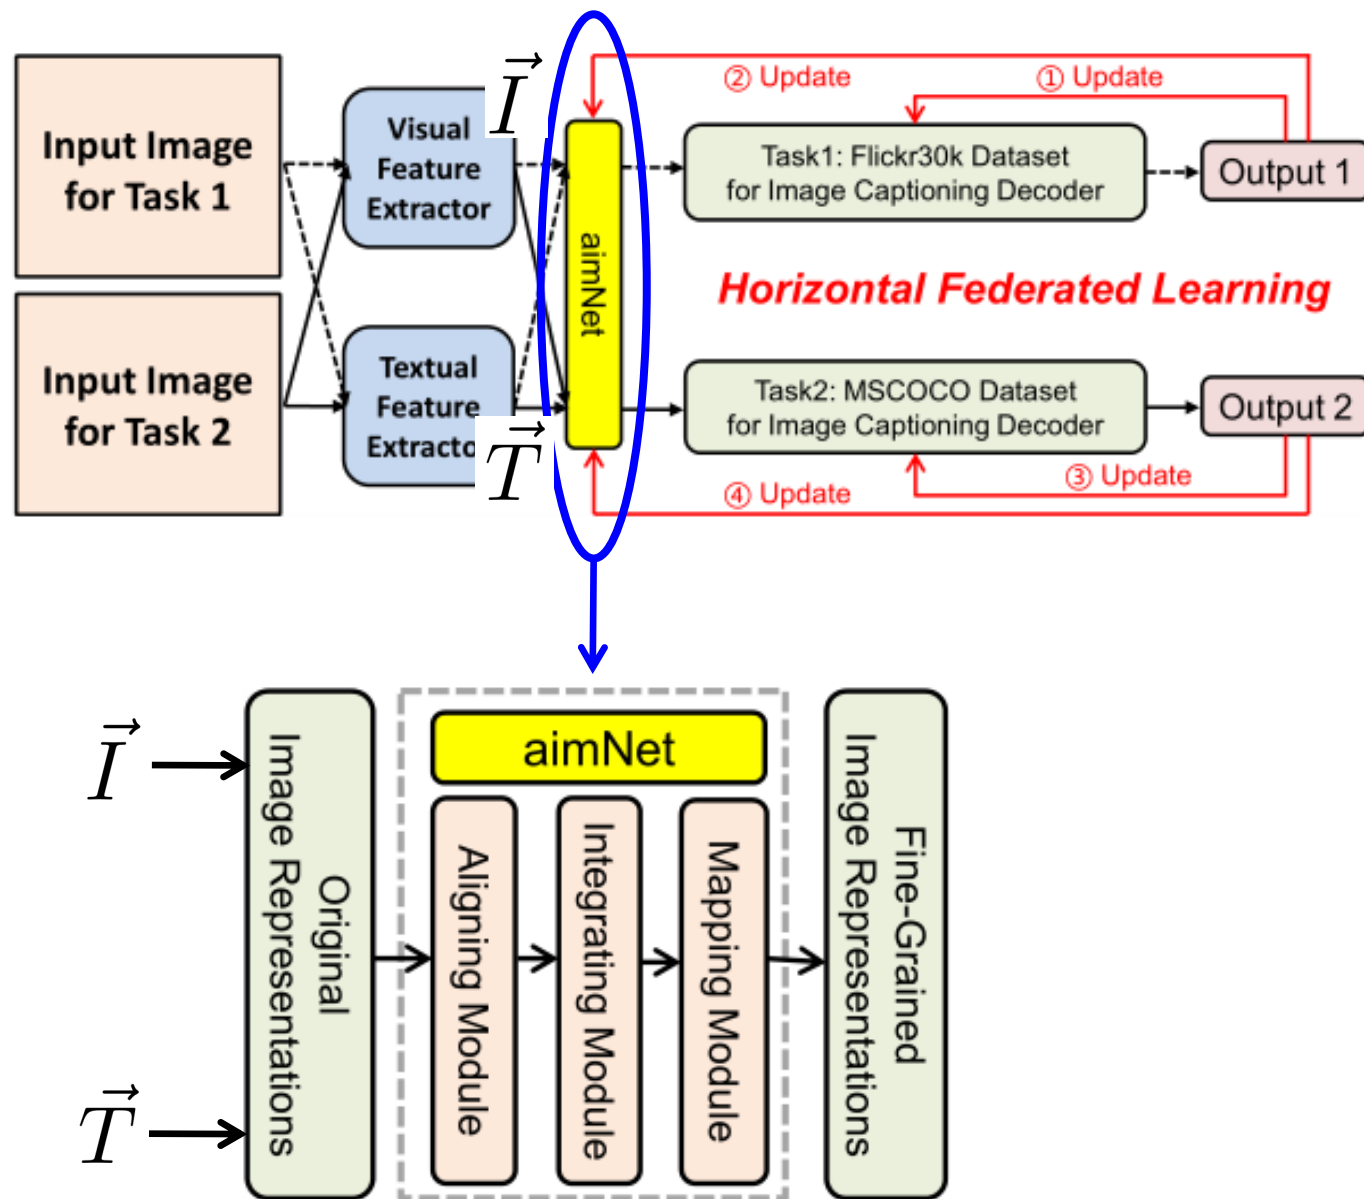 Input Image
for Task 1
Input Image
for Task 2
Visual
Feature
Extractor
Textual
Feature
Extractor
I⃗
T⃗
aimNet
② Update
① Update
Task1: Flickr30k Dataset
for Image Captioning Decoder
Output 1
Horizontal Federated Learning
Task2: MSCOCO Dataset
for Image Captioning Decoder
Output 2
③ Update
④ Update
I⃗
T⃗
Original
Image Representations
aimNet
Aligning Module
Integrating Module
Mapping Module
Fine-Grained
Image Representations